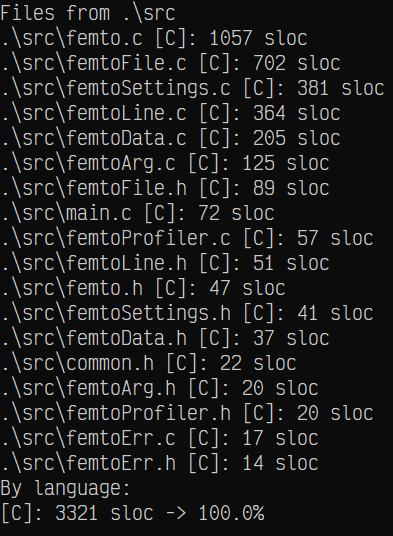 Files from .\src
.\src\femto.c [C]: 1057 sloc
.\src\femtoFile.c [C]: 702 sloc
.\src\femtoSettings.c [C]: 381 sloc
.\src\femtoLine.c [C]: 364 sloc
.\src\femtoData.c [C]: 205 sloc
.\src\femtoArg.c [C]: 125 sloc
.\src\femtoFile.h [C]: 89 sloc
.\src\main.c [C]: 72 sloc
.\src\femtoProfiler.c [C]: 57 sloc
.\src\femtoLine.h [C]: 51 sloc
.\src\femto.h [C]: 47 sloc
.\src\femtoSettings.h [C]: 41 sloc
.\src\femtoData.h [C]: 37 sloc
.\src\common.h [C]: 22 sloc
.\src\femtoArg.h [C]: 20 sloc
.\src\femtoProfiler.h [C]: 20 sloc
.\src\femtoErr.c [C]: 17 sloc
.\src\femtoErr.h [C]: 14 sloc
By language:
[C]: 3321 sloc -> 100.0%